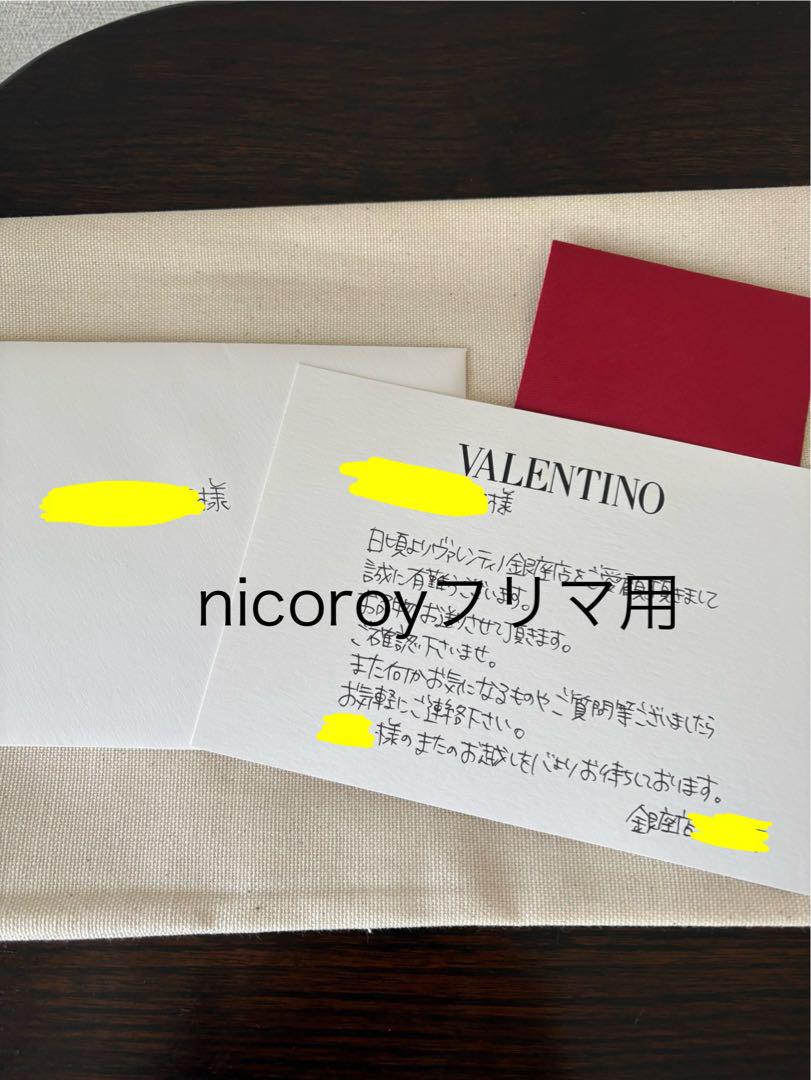 様
VALENTINO
様
日頃よりヴァレンティノ銀座店をご愛顧頂きまして
誠に有難うございます。
nicoroyフリマ用
お品物お送りさせて頂きます。
ご確認下さいませ。
また何かお気になるものやご質問等ございましたら
お気軽にご連絡下さい。
様のまたのお越しを心よりお待ちしております。
銀座店